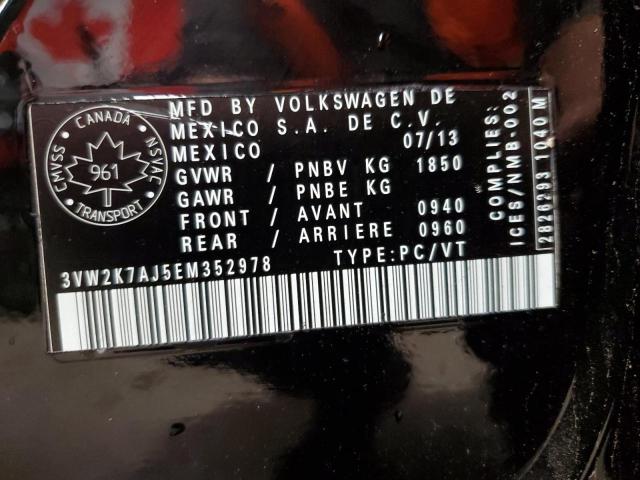 CANADA
CMVSS
NSVAC
961
TRANSPORT
MFD BY VOLKSWAGEN DE
MEXICO S.A. DE C.V.
MEXICO 07/13
GVWR / PNBV KG 1850
GAWR / PNBE KG
FRONT / AVANT 0940
REAR / ARRIERE 0960
3VW2K7AJ5EM352978 TYPE:PC/VT
COMPLIES:
ICES/NMB-002
2826293 1040 M